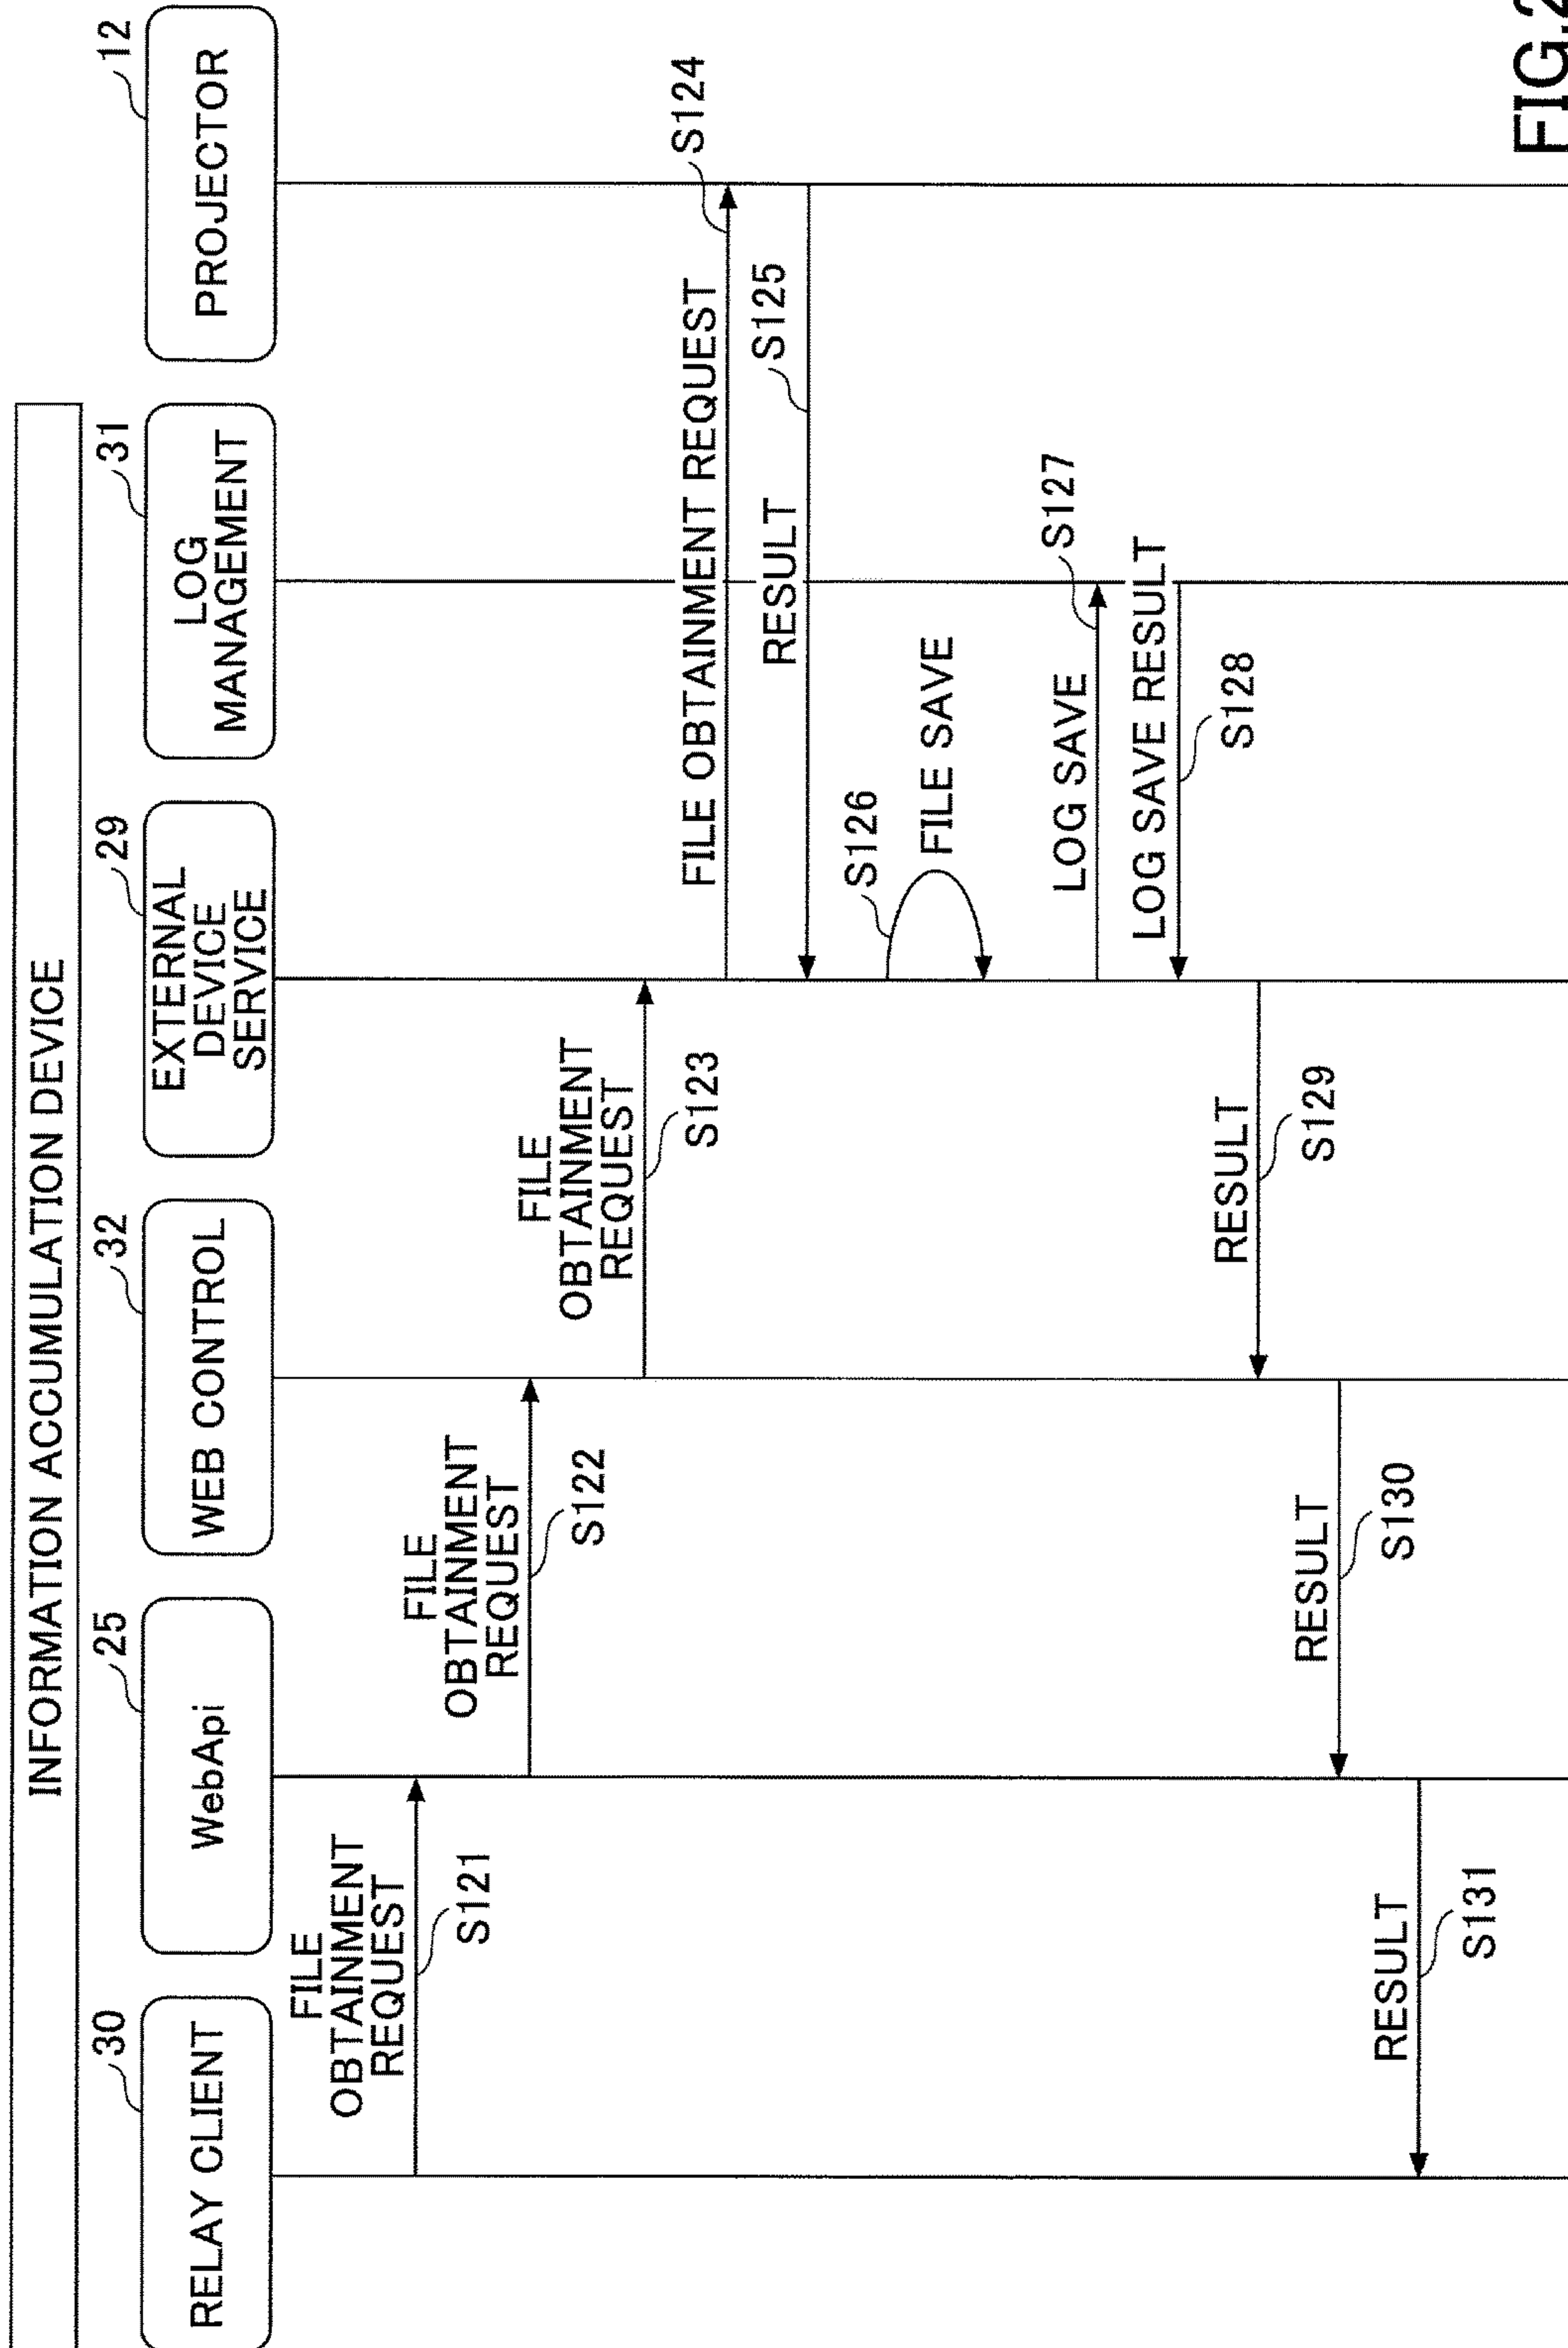 INFORMATION ACCUMULATION DEVICE
30
25
32
29
31
12
RELAY CLIENT
WebApi
WEB CONTROL
EXTERNAL
DEVICE
SERVICE
LOG
MANAGEMENT
PROJECTOR
FILE
OBTAINMENT
REQUEST
S121
FILE
OBTAINMENT
REQUEST
S122
FILE
OBTAINMENT
REQUEST
S123
FILE OBTAINMENT REQUEST
S124
RESULT
S125
S126
FILE SAVE
LOG SAVE
S127
LOG SAVE RESULT
S128
RESULT
S129
RESULT
S130
RESULT
S131
FIG.2